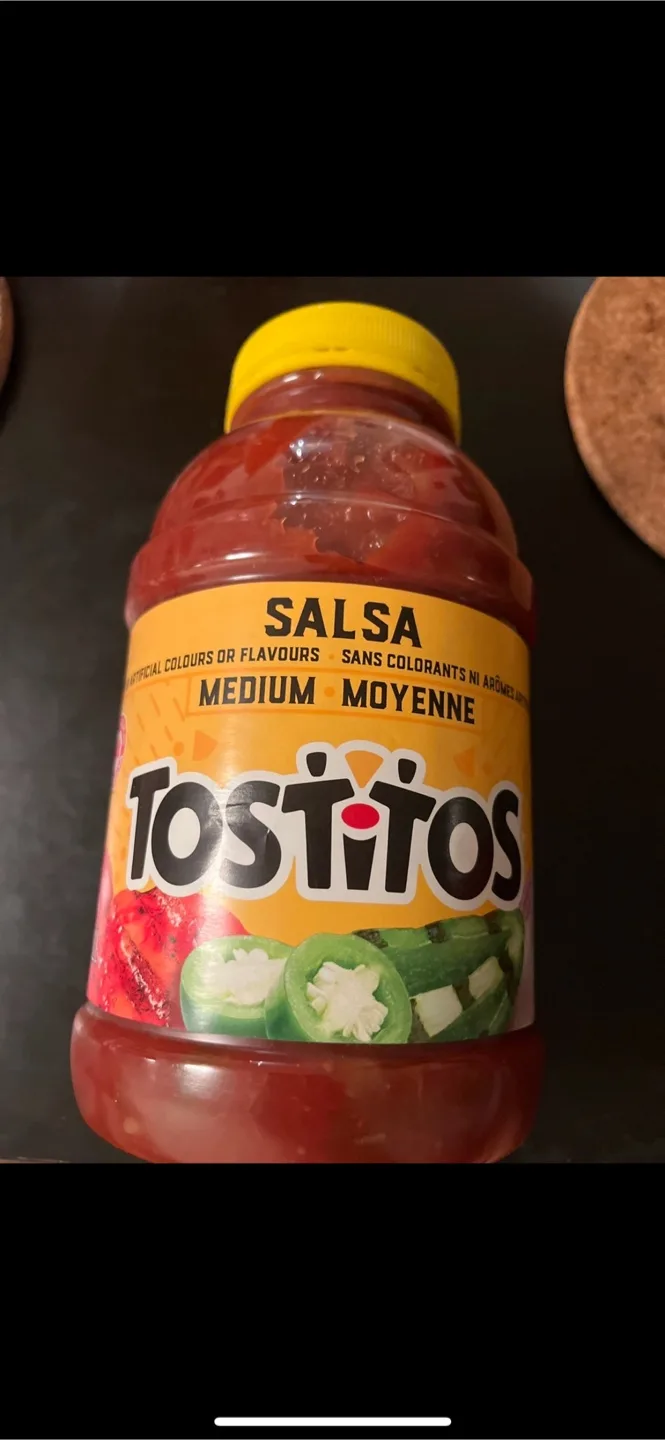 SALSA
ARTIFICIAL COLOURS OR FLAVOURS • SANS COLORANTS NI ARÔMES
MEDIUM • MOYENNE
TOSTITOS